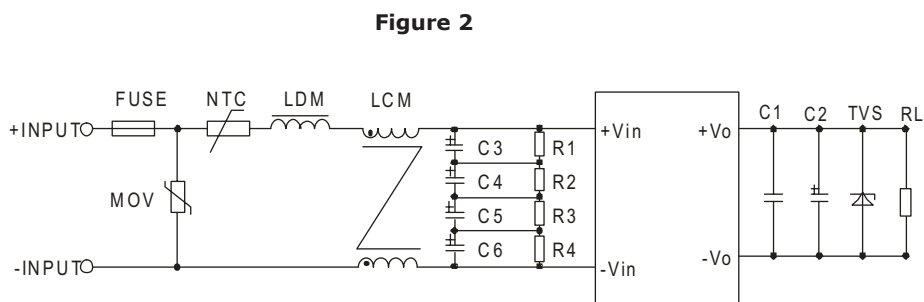 Figure 2
FUSE NTC LDM LCM
+INPUT
MOV
-INPUT
C3 R1
C4 R2
C5 R3
C6 R4
+Vin +Vo
-Vin -Vo
C1 C2 TVS RL